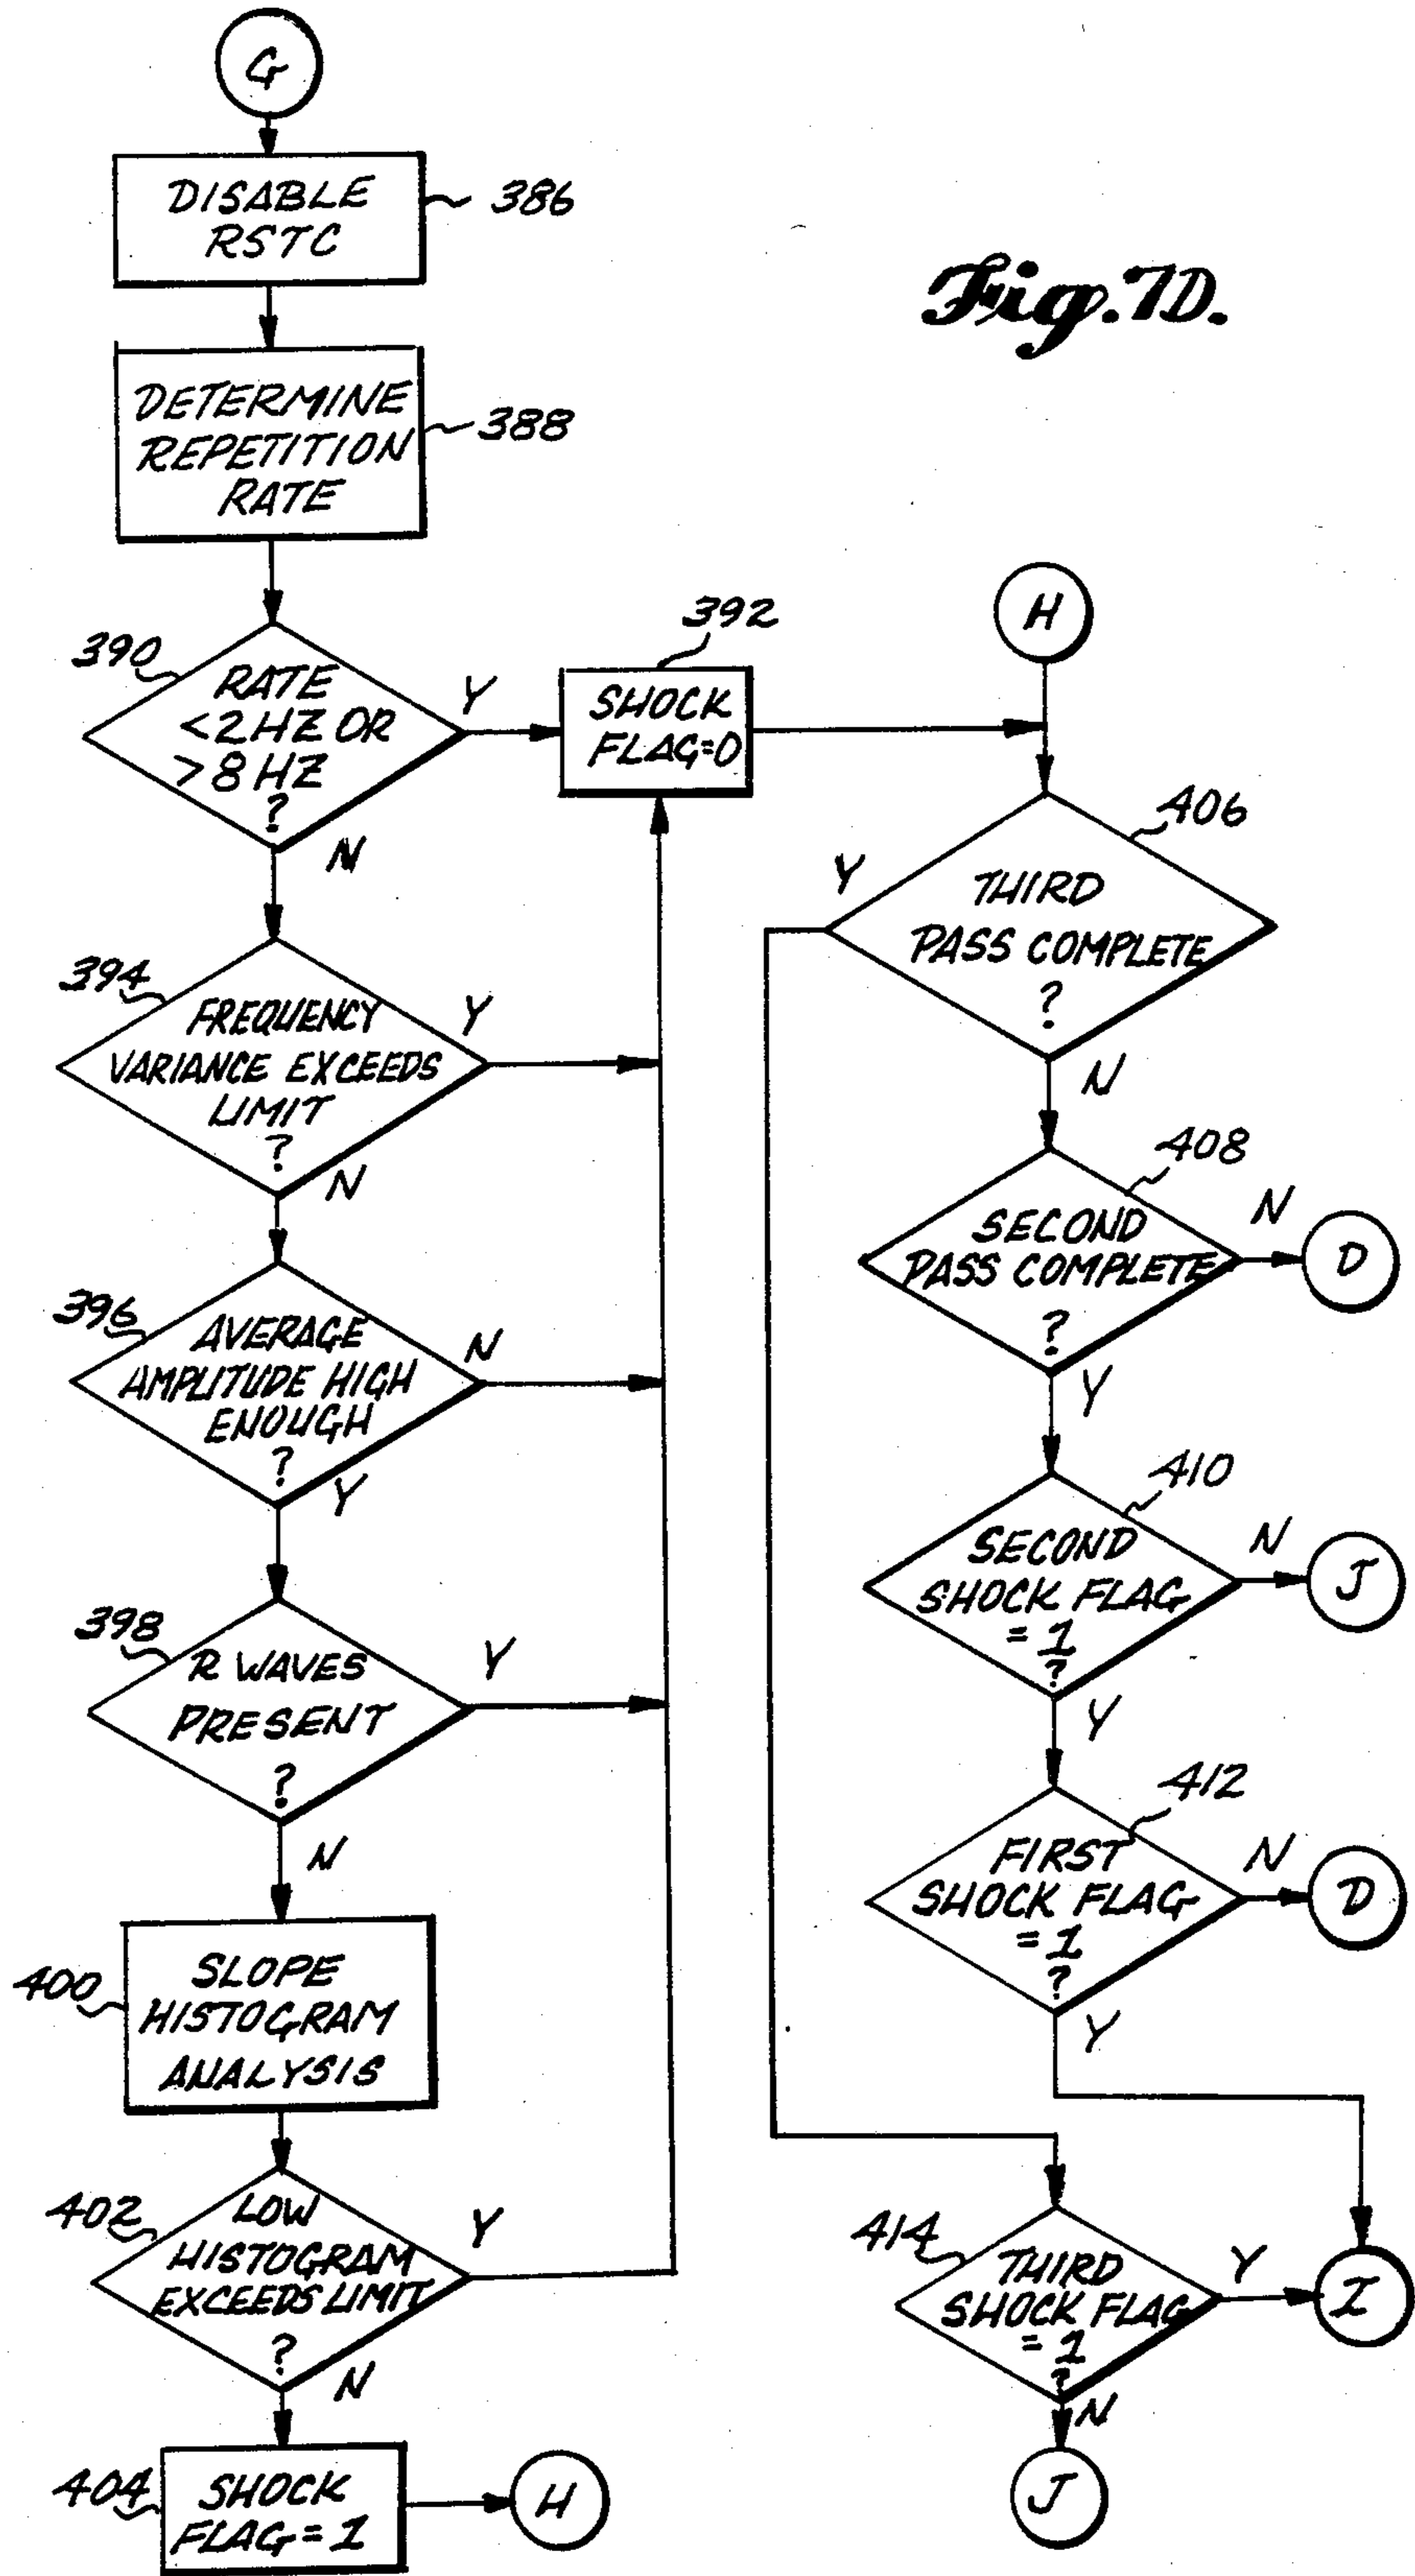 G
DISABLE
RSTC
386
Fig. 7D.
DETERMINE
REPETITION
RATE
388
390
RATE
<2HZ OR
>8HZ
?
Y
N
392
SHOCK
FLAG=0
H
394
FREQUENCY
VARIANCE EXCEEDS
LIMIT
?
Y
N
396
AVERAGE
AMPLITUDE HIGH
ENOUGH
?
N
Y
398
R WAVES
PRESENT
?
Y
N
400
SLOPE
HISTOGRAM
ANALYSIS
402
LOW
HISTOGRAM
EXCEEDS LIMIT
?
Y
N
404
SHOCK
FLAG=1
H
406
THIRD
PASS COMPLETE
?
Y
N
408
SECOND
PASS COMPLETE
?
N
D
Y
410
SECOND
SHOCK FLAG
=1
?
N
J
Y
412
FIRST
SHOCK FLAG
=1
?
N
D
Y
414
THIRD
SHOCK FLAG
=1
?
Y
I
N
J